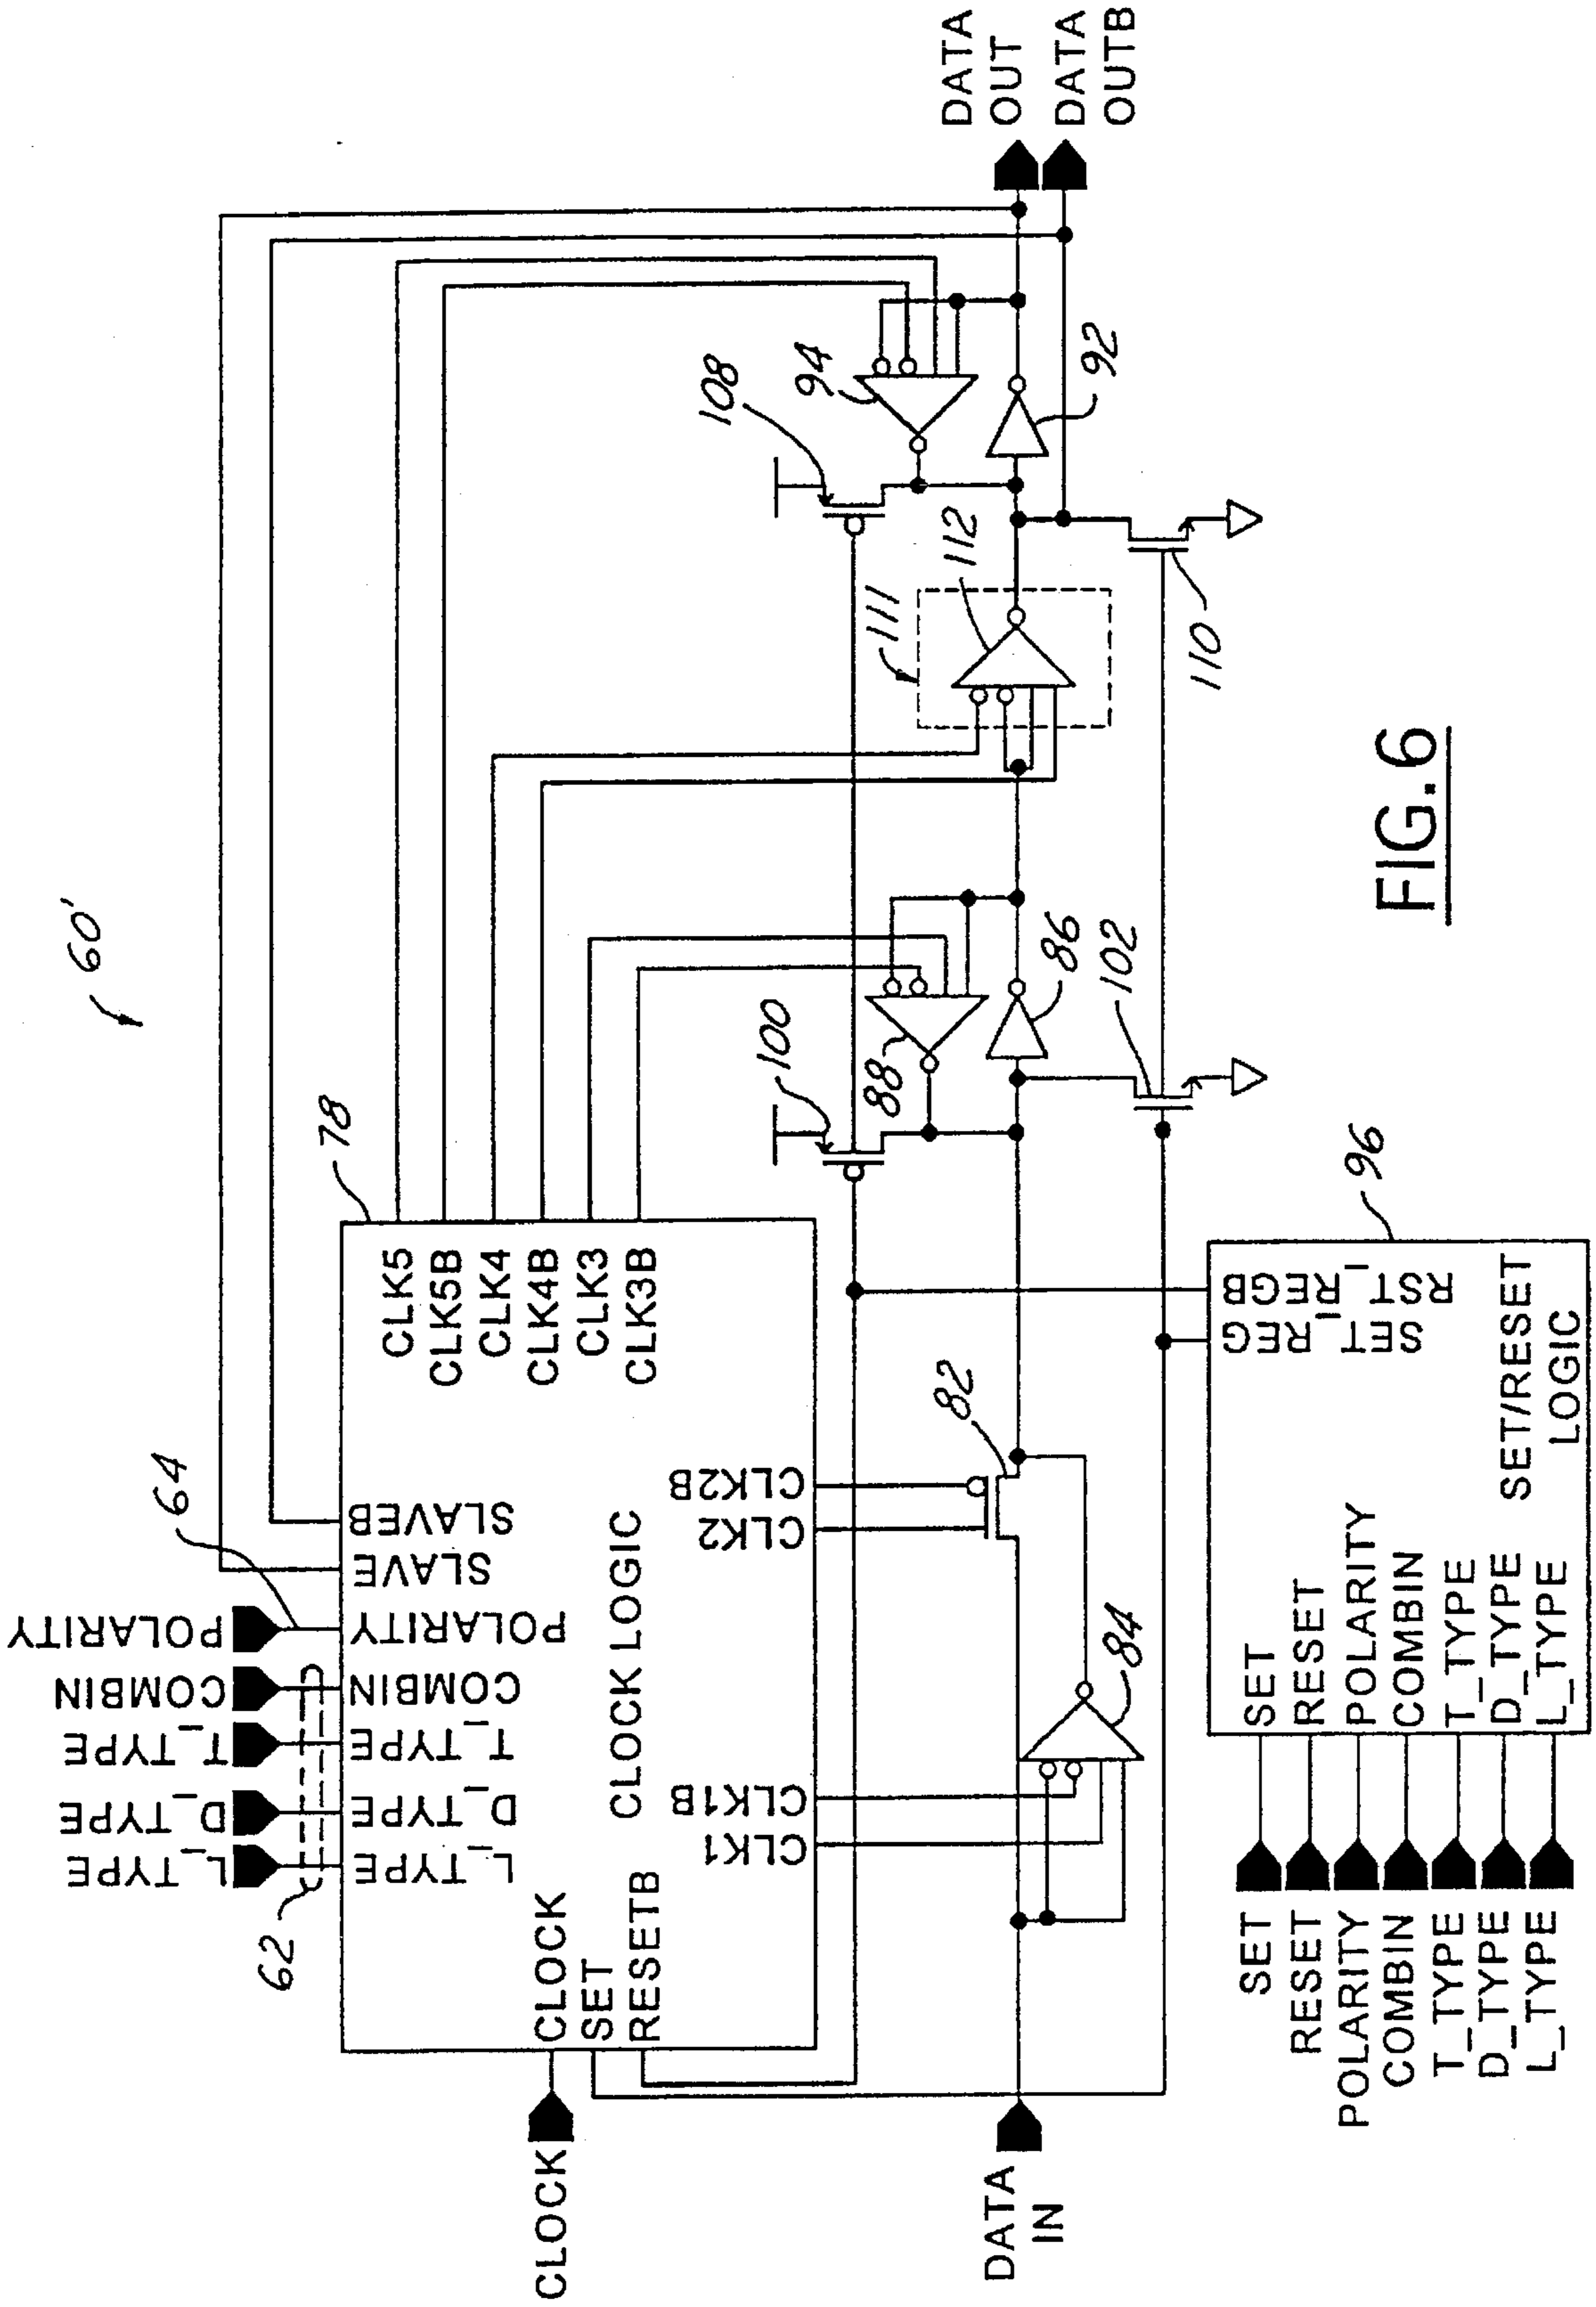 60'
L_TYPE
D_TYPE
T_TYPE
COMBIN
POLARITY
62
64
78
L_TYPE
D_TYPE
T_TYPE
COMBIN
POLARITY
SLAVE
SLAVEB
CLOCK
CLOCK
SET
RESETB
CLOCK LOGIC
CLK5
CLK5B
CLK4
CLK4B
CLK3
CLK3B
CLK1
CLK1B
CLK2
CLK2B
100
108
88
94
111
112
DATA
IN
84
82
86
92
102
110
DATA
OUT
DATA
OUTB
SET
RESET
POLARITY
COMBIN
T_TYPE
D_TYPE
L_TYPE
SET
RESET
POLARITY
COMBIN
T_TYPE
D_TYPE
L_TYPE
SET_REG
RST_REGB
SET/RESET
LOGIC
96
FIG.6